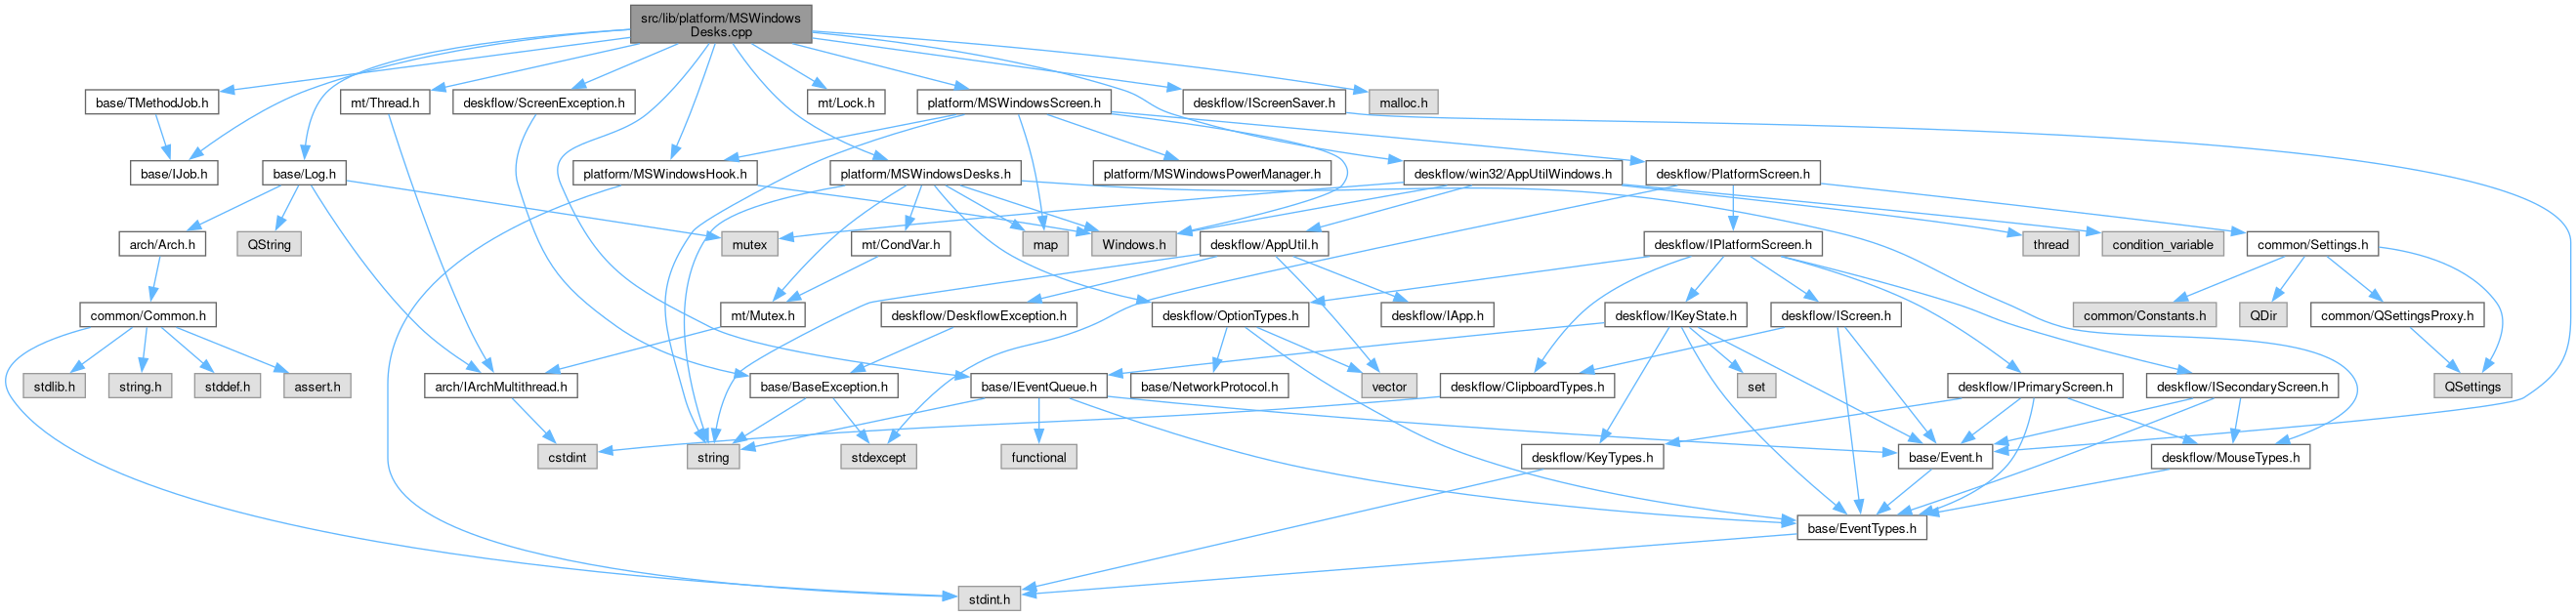 src/lib/platform/MSWindows
Desks.cpp
base/TMethodJob.h
mt/Thread.h
deskflow/ScreenException.h
mt/Lock.h
platform/MSWindowsScreen.h
deskflow/IScreenSaver.h
malloc.h
base/IJob.h
base/Log.h
platform/MSWindowsHook.h
platform/MSWindowsDesks.h
platform/MSWindowsPowerManager.h
deskflow/win32/AppUtilWindows.h
deskflow/PlatformScreen.h
arch/Arch.h
QString
mutex
mt/CondVar.h
map
Windows.h
deskflow/AppUtil.h
deskflow/IPlatformScreen.h
thread
condition_variable
common/Settings.h
common/Common.h
mt/Mutex.h
deskflow/DeskflowException.h
deskflow/OptionTypes.h
deskflow/IApp.h
deskflow/IKeyState.h
deskflow/IScreen.h
common/Constants.h
QDir
common/QSettingsProxy.h
stdlib.h
string.h
stddef.h
assert.h
arch/IArchMultithread.h
base/BaseException.h
base/IEventQueue.h
base/NetworkProtocol.h
vector
deskflow/ClipboardTypes.h
set
deskflow/IPrimaryScreen.h
deskflow/ISecondaryScreen.h
QSettings
cstdint
string
stdexcept
functional
deskflow/KeyTypes.h
base/Event.h
deskflow/MouseTypes.h
base/EventTypes.h
stdint.h